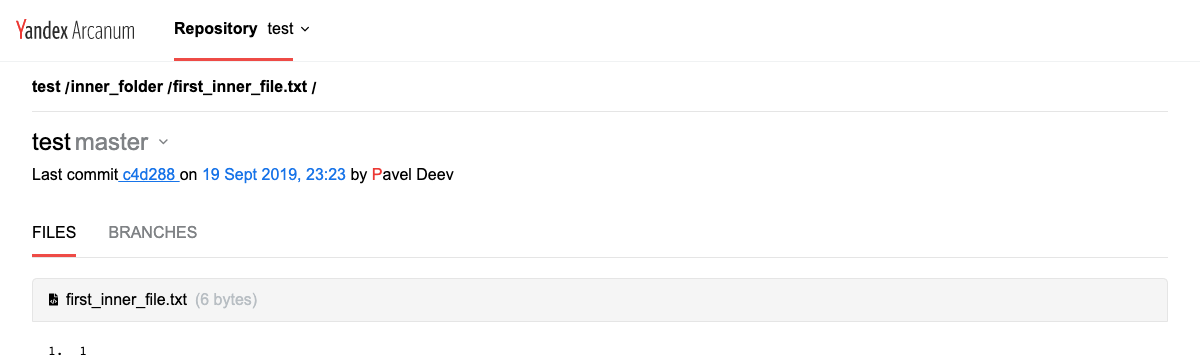 Yandex Arcanum Repository test
test /inner_folder /first_inner_file.txt /
test master
Last commit c4d288 on 19 Sept 2019, 23:23 by Pavel Deev
FILES BRANCHES
first_inner_file.txt (6 bytes)
1. 1